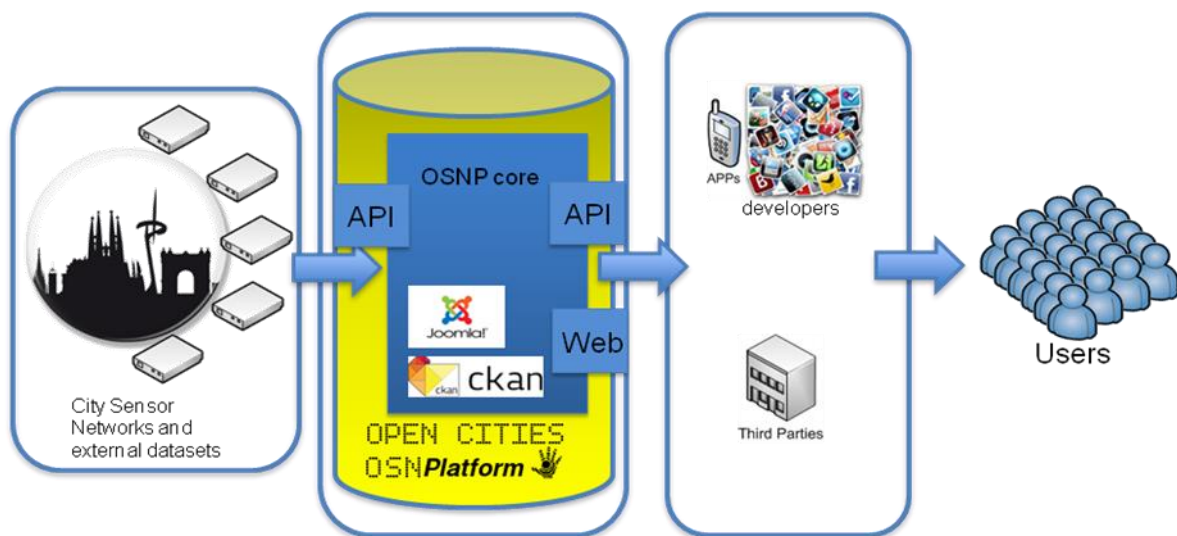 City Sensor
Networks and
external datasets
OSNP core
API
API
Joomla!
ckan
ckan
Web
OPEN CITIES
OSNPlatform
APPs
developers
Third Parties
Users